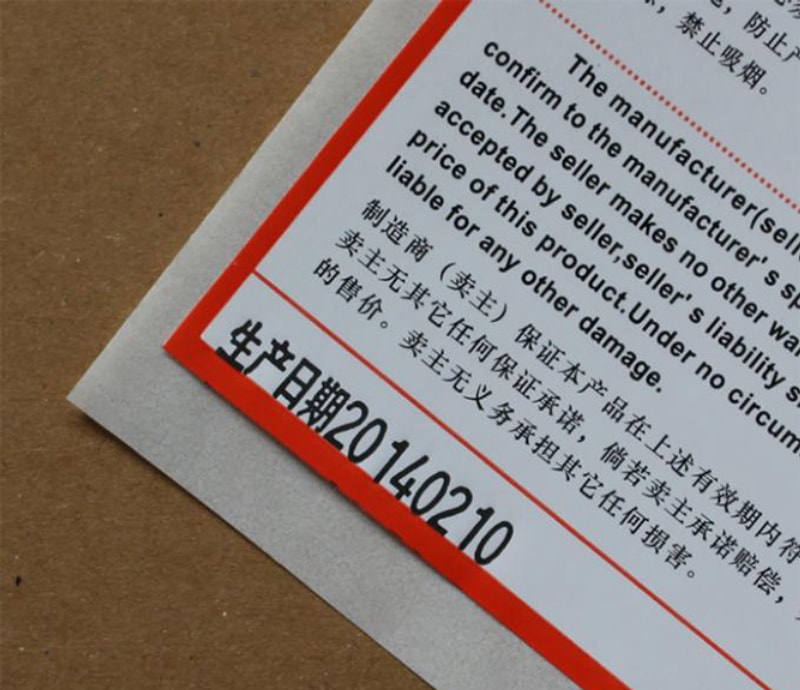 防止产
禁止吸烟。
The manufacturer(sell
confirm to the manufacturer's sp
date.The seller makes no other wa
accepted by seller,seller's liability s
price of this product.Under no circum
liable for any other damage.
制造商（卖主）保证本产品在上述有效期内符
卖主无其它任何保证承诺，倘若卖主承诺赔偿，
的售价。卖主无义务承担其它任何损害。
生产日期20140210